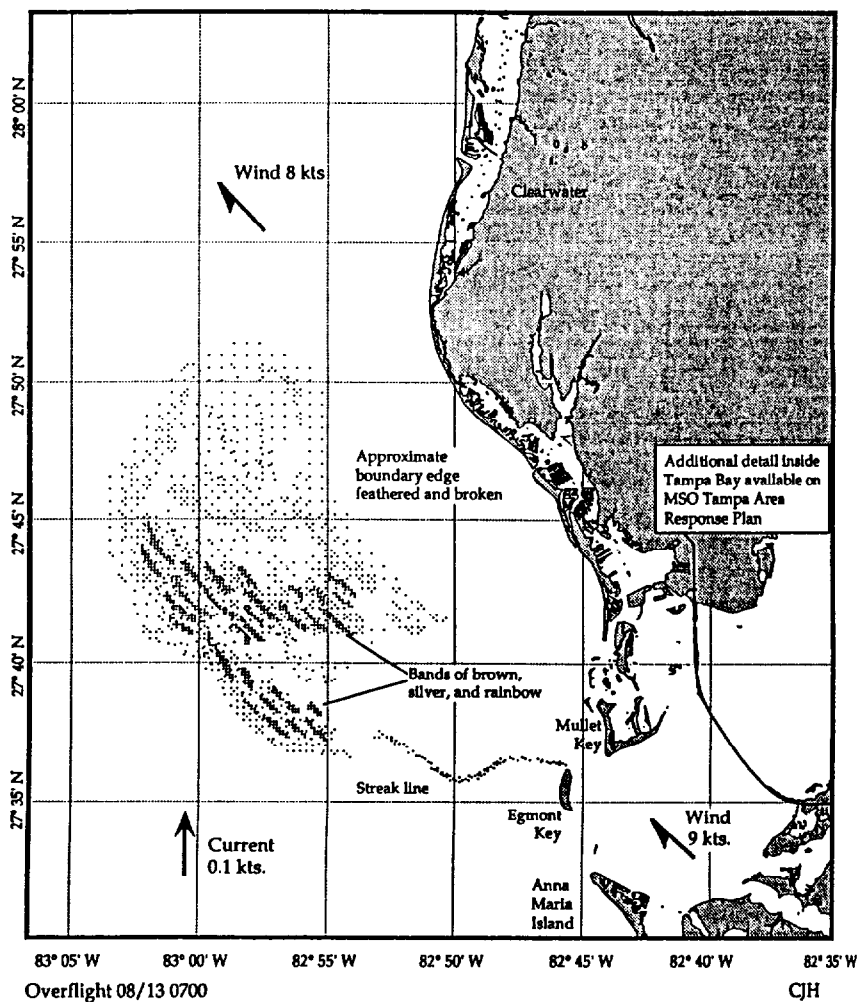 28° 00' N
Wind 8 kts
Clearwater
27° 55' N
27° 50' N
Approximate
boundary edge
feathered and broken
Additional detail inside
Tampa Bay available on
MSO Tampa Area
Response Plan
27° 45' N
27° 40' N
Bands of brown,
silver, and rainbow
Mullet
Key
Streak line
27° 35' N
Egmont
Key
Wind
9 kts.
Current
0.1 kts.
Anna
Maria
Island
83° 05' W
83° 00' W
82° 55' W
82° 50' W
82° 45' W
82° 40' W
82° 35' W
Overflight 08/13 0700
CJH